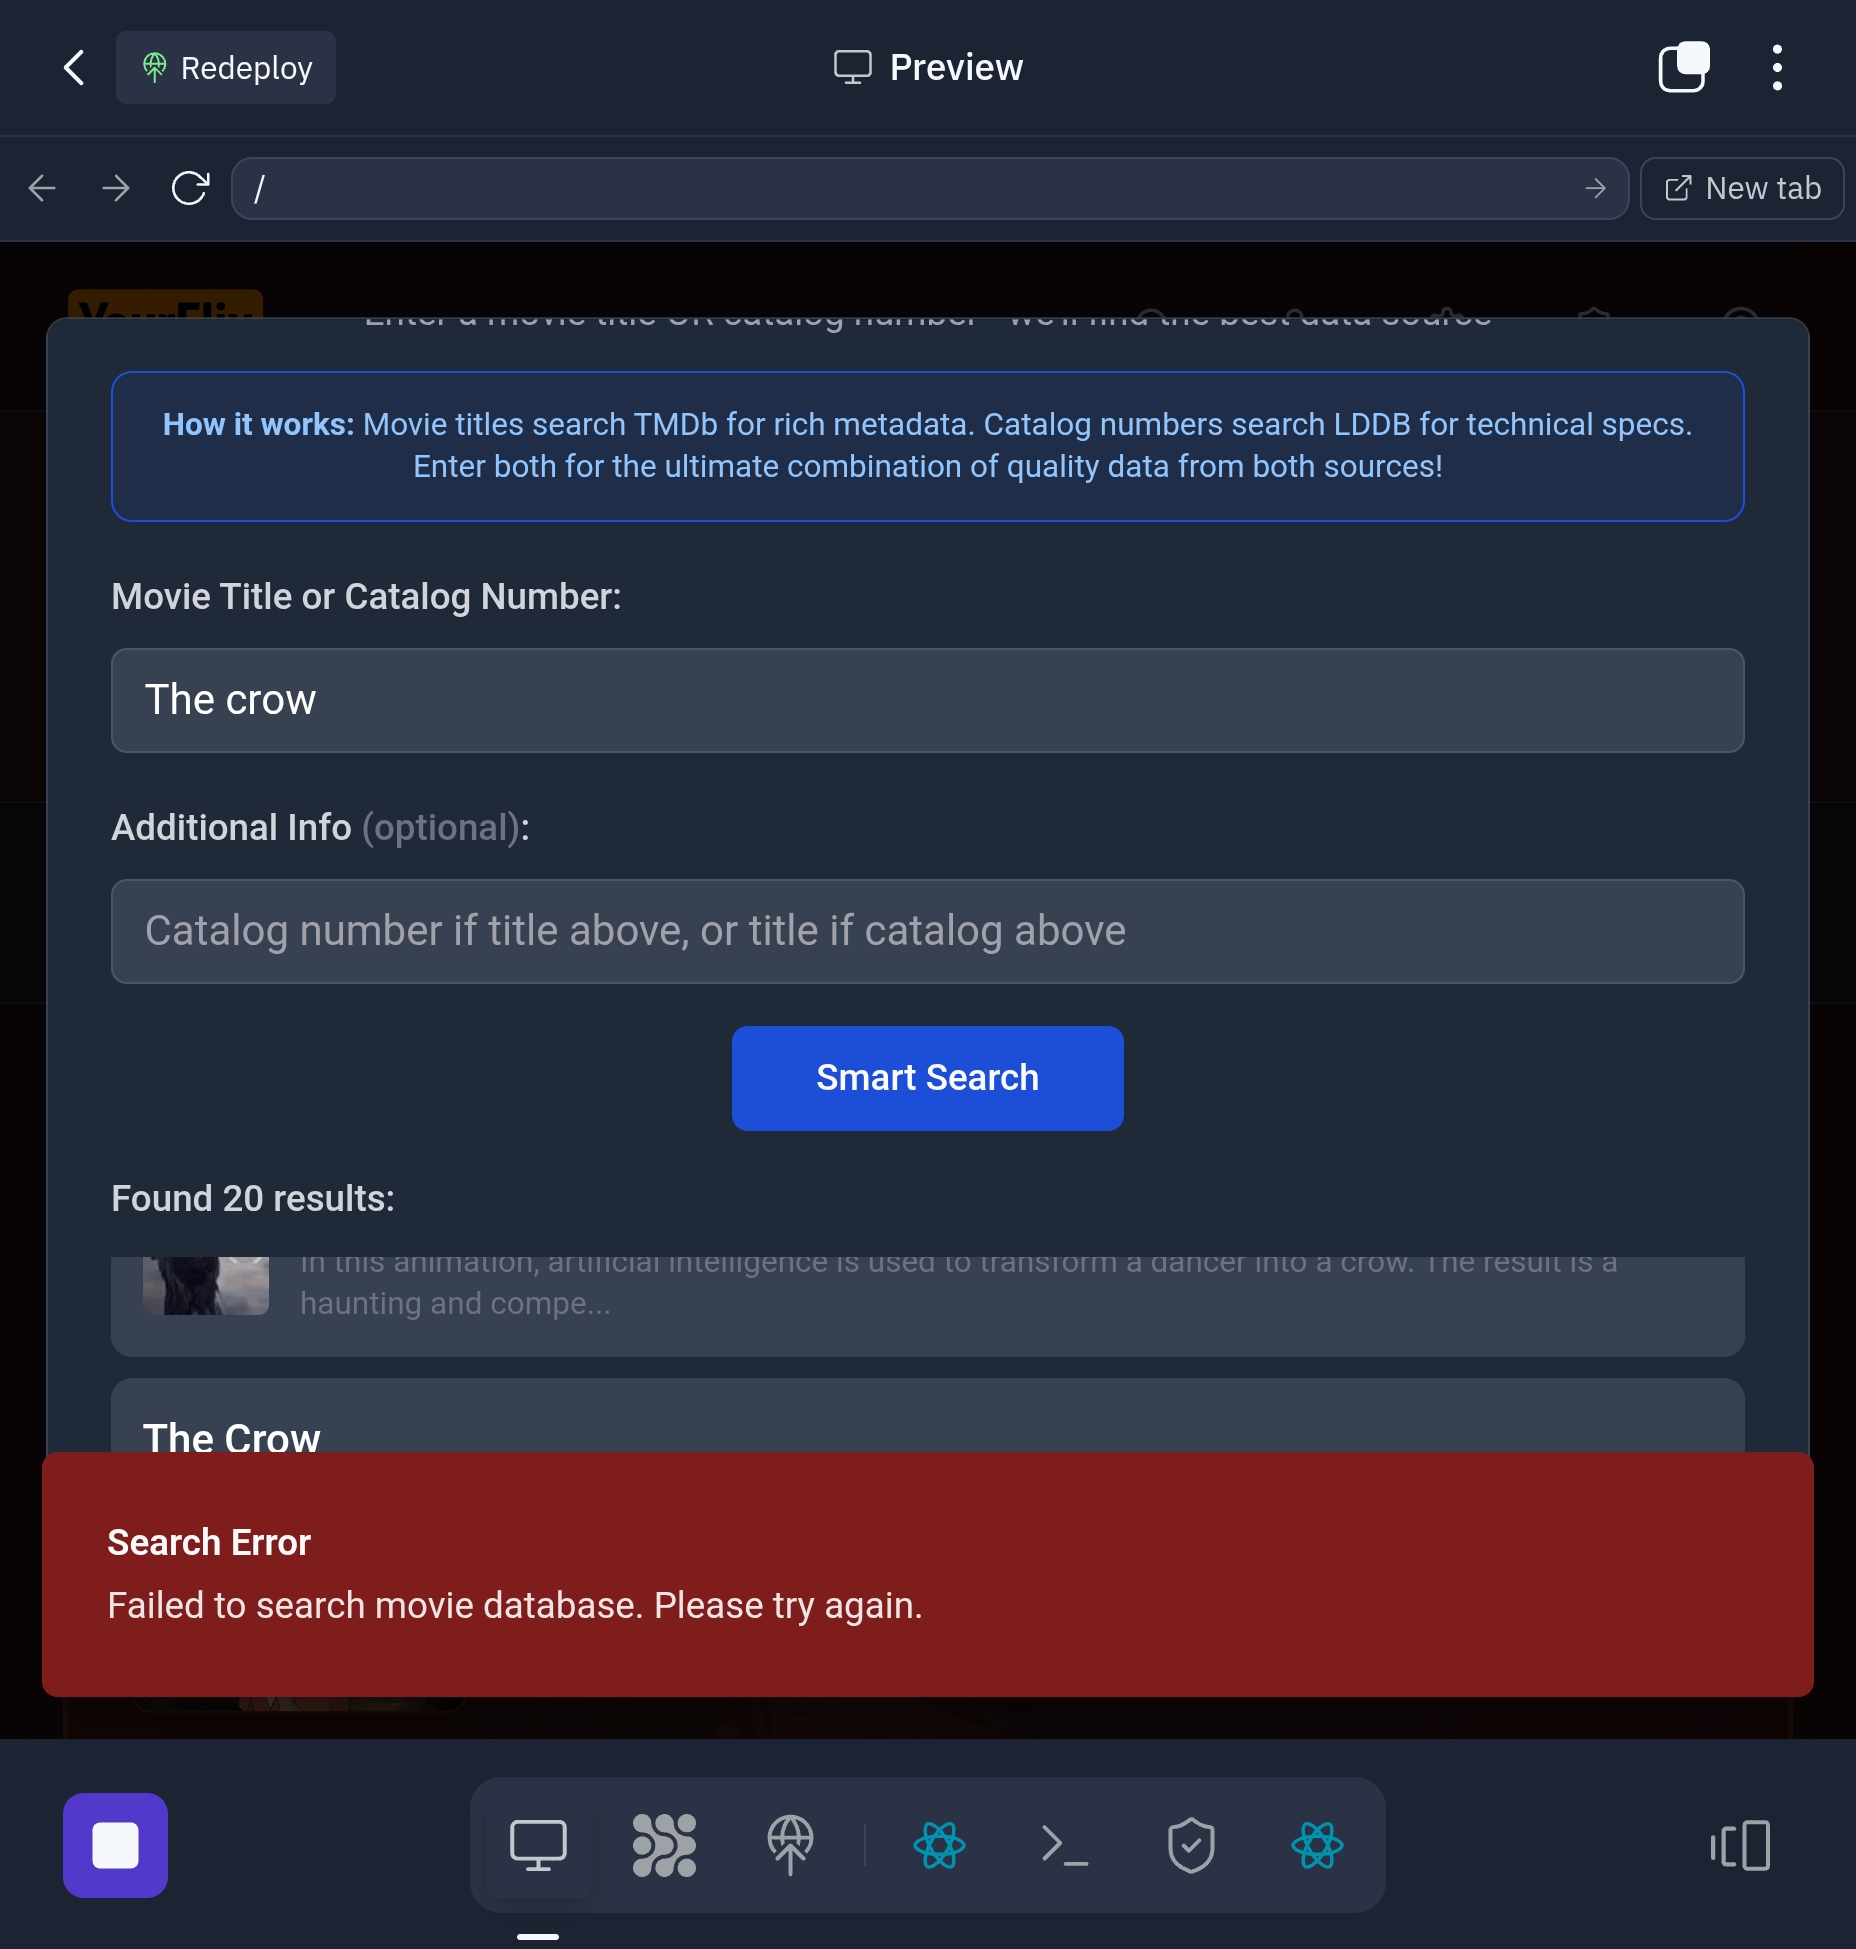 Redeploy
Preview
/
New tab
YourFlix
Enter a movie title OR catalog number - we'll find the best data source
How it works: Movie titles search TMDb for rich metadata. Catalog numbers search LDDB for technical specs.
Enter both for the ultimate combination of quality data from both sources!
Movie Title or Catalog Number:
The crow
Additional Info (optional):
Catalog number if title above, or title if catalog above
Smart Search
Found 20 results:
In this animation, artificial intelligence is used to transform a dancer into a crow. The result is a
haunting and compe...
The Crow
Search Error
Failed to search movie database. Please try again.